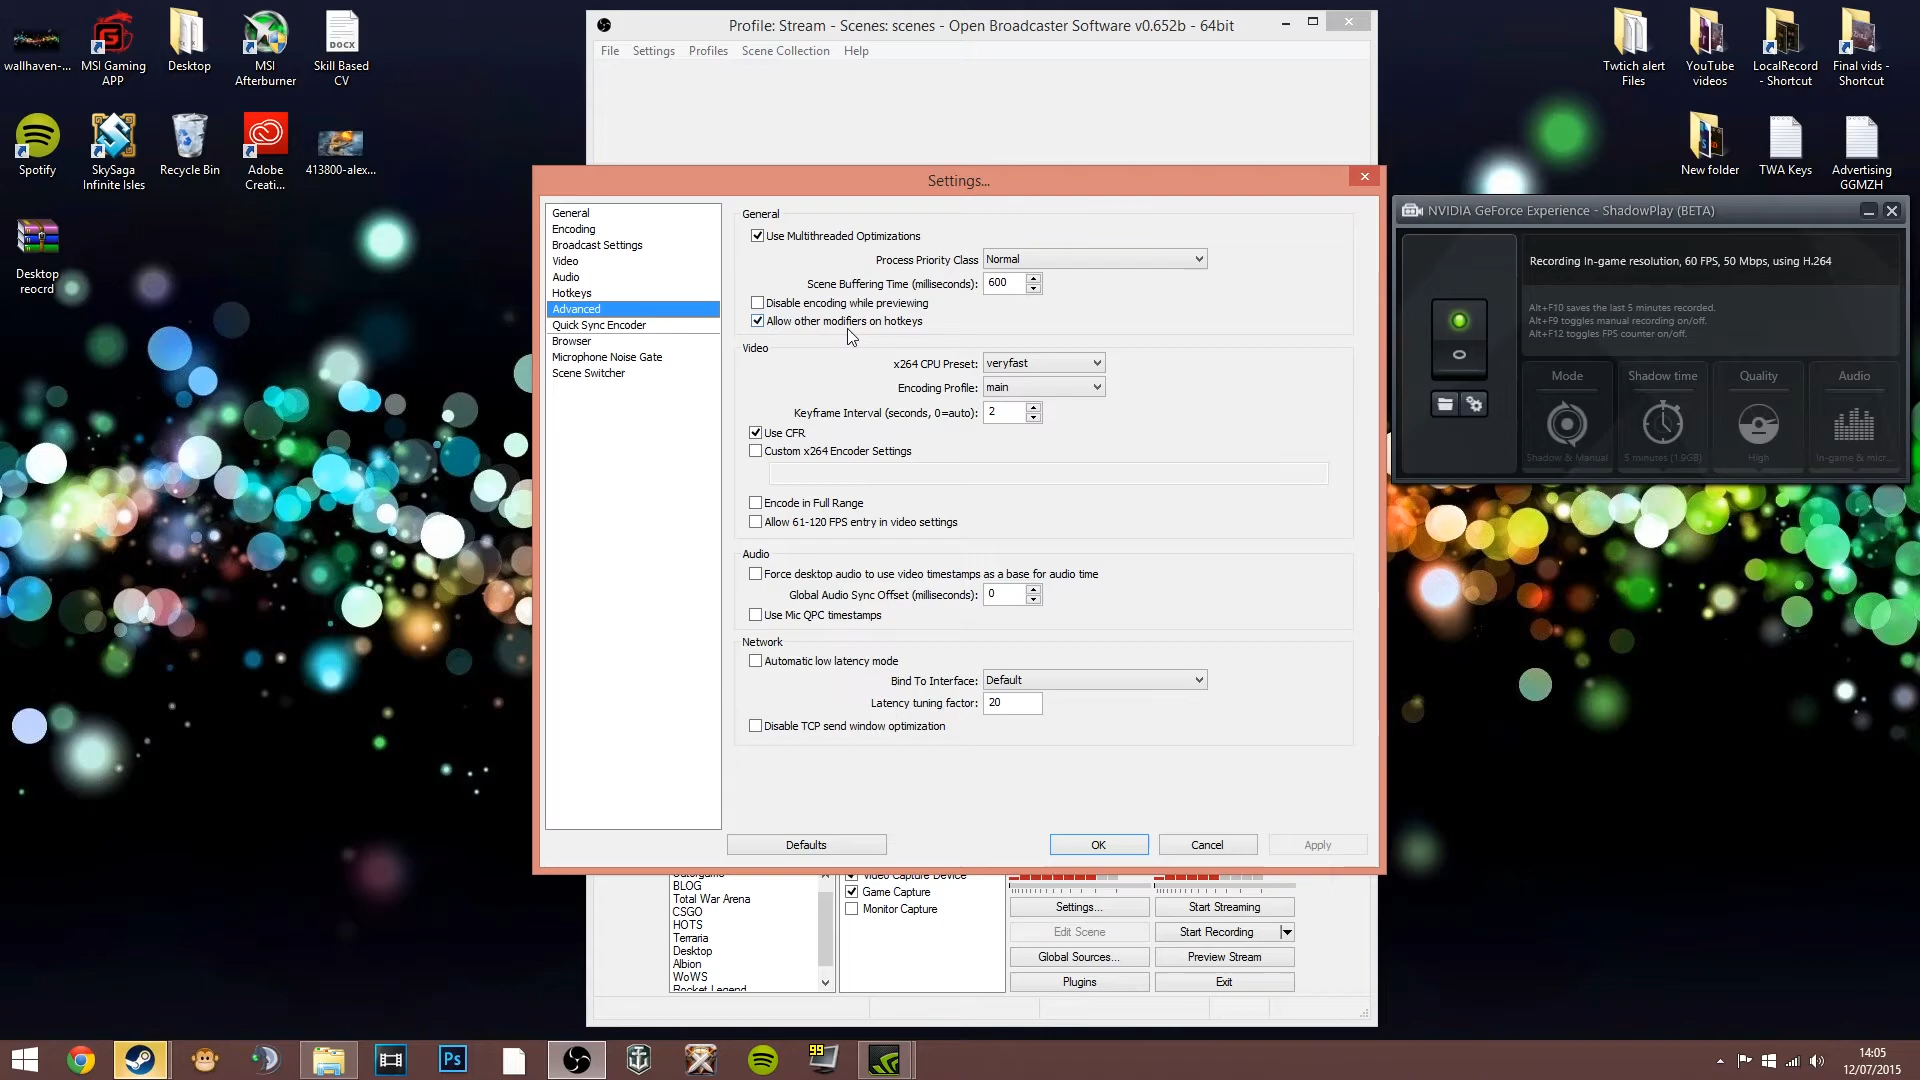 wallhaven-...
MSI Gaming
APP
Desktop
MSI
Afterburner
DOCX
Skill Based
CV
Spotify
SkySaga
Infinite Isles
Recycle Bin
Adobe
Creati...
413800-alex...
Desktop
reocrd
Profile: Stream - Scenes: scenes - Open Broadcaster Software v0.652b - 64bit
File
Settings
Profiles
Scene Collection
Help
Settings...
General
Encoding
Broadcast Settings
Video
Audio
Hotkeys
Advanced
Quick Sync Encoder
Browser
Microphone Noise Gate
Scene Switcher
General
Use Multithreaded Optimizations
Process Priority Class
Normal
Scene Buffering Time (milliseconds):
600
Disable encoding while previewing
Allow other modifiers on hotkeys
Video
x264 CPU Preset:
veryfast
Encoding Profile:
main
Keyframe Interval (seconds, 0=auto):
2
Use CFR
Custom x264 Encoder Settings
Encode in Full Range
Allow 61-120 FPS entry in video settings
Audio
Force desktop audio to use video timestamps as a base for audio time
Global Audio Sync Offset (milliseconds):
0
Use Mic QPC timestamps
Network
Automatic low latency mode
Bind To Interface:
Default
Latency tuning factor:
20
Disable TCP send window optimization
Defaults
OK
Cancel
Apply
BLOG
Total War Arena
CSGO
HOTS
Terraria
Desktop
Albion
WoWS
Rocket Legend
Video Capture Device
Game Capture
Monitor Capture
Settings...
Start Streaming
Edit Scene
Start Recording
Global Sources...
Preview Stream
Plugins
Exit
Twtich alert
Files
YouTube
videos
LocalRecord
- Shortcut
Final vids -
Shortcut
New folder
TWA Keys
Advertising
GGMZH
NVIDIA GeForce Experience - ShadowPlay (BETA)
Recording In-game resolution, 60 FPS, 50 Mbps, using H.264
Alt+F10 saves the last 5 minutes recorded.
Alt+F9 toggles manual recording on/off.
Alt+F12 toggles FPS counter on/off.
Mode
Shadow & Manual
Shadow time
5 minutes (1.9GB)
Quality
High
Audio
In-game & micr...
Ps
99
14:05
12/07/2015